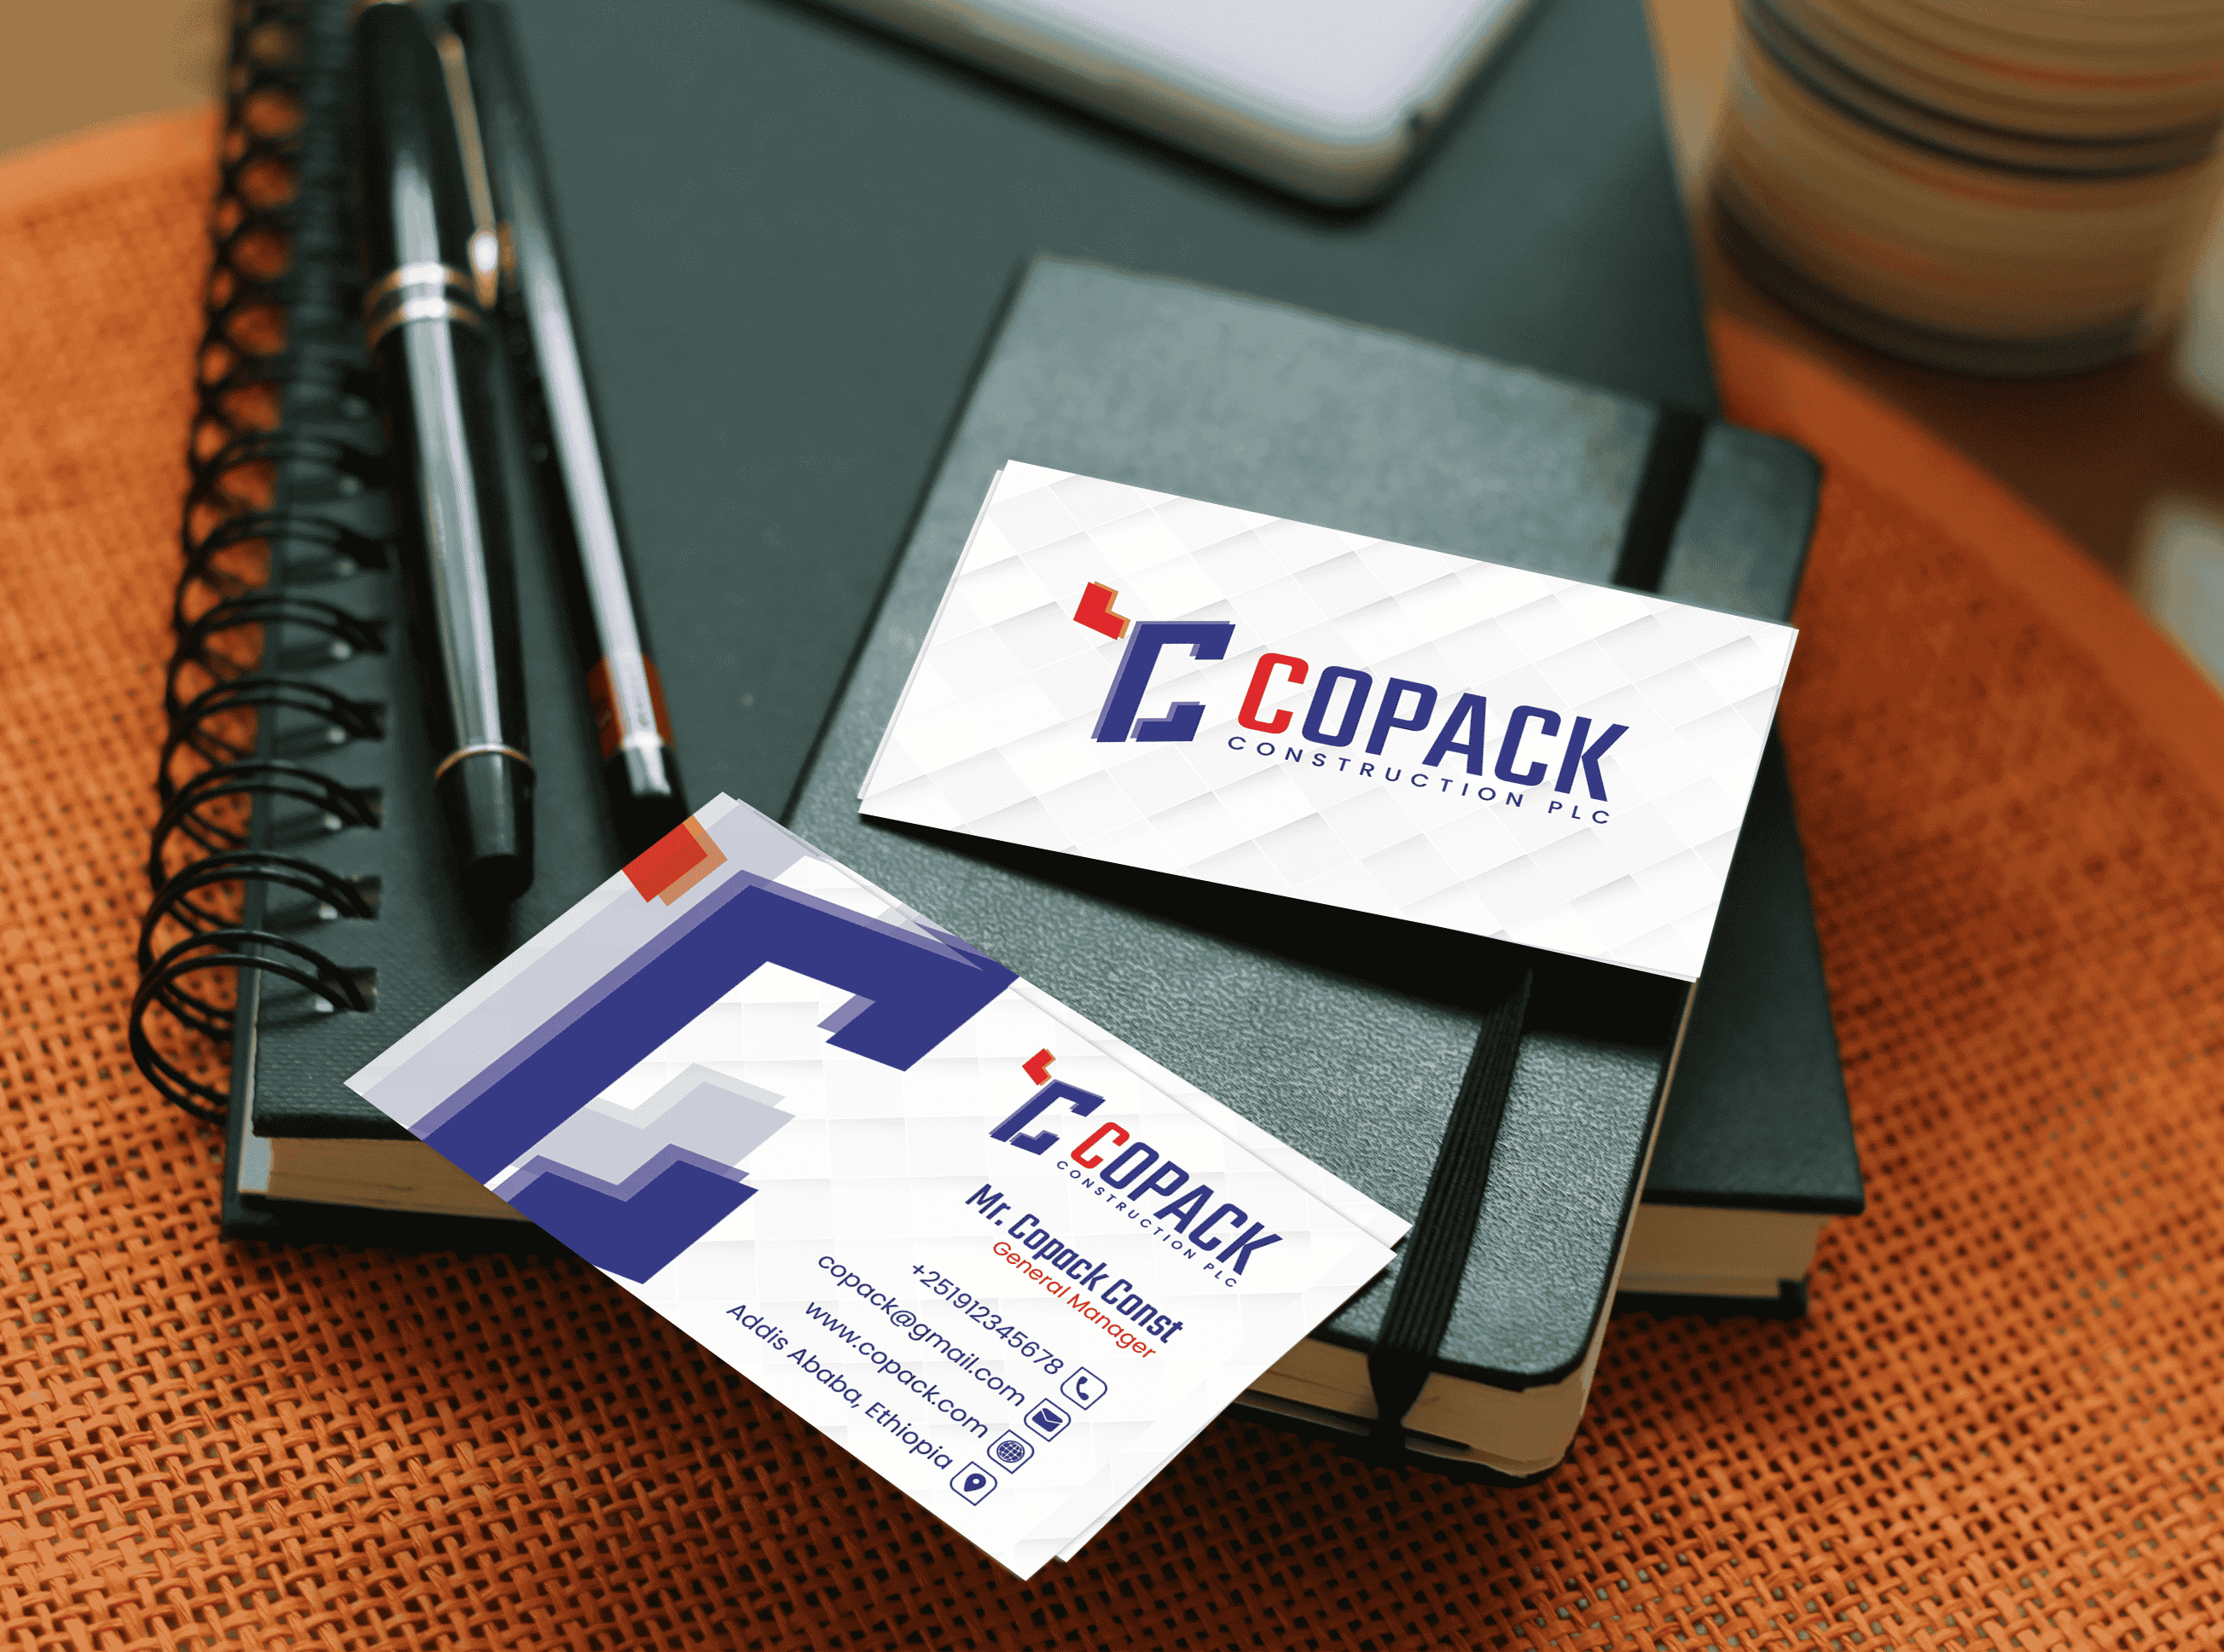 COPACK
CONSTRUCTION PLC
COPACK
CONSTRUCTION PLC
Mr. Copack Const
General Manager
+251912345678
copack@gmail.com
www.copack.com
Addis Ababa, Ethiopia